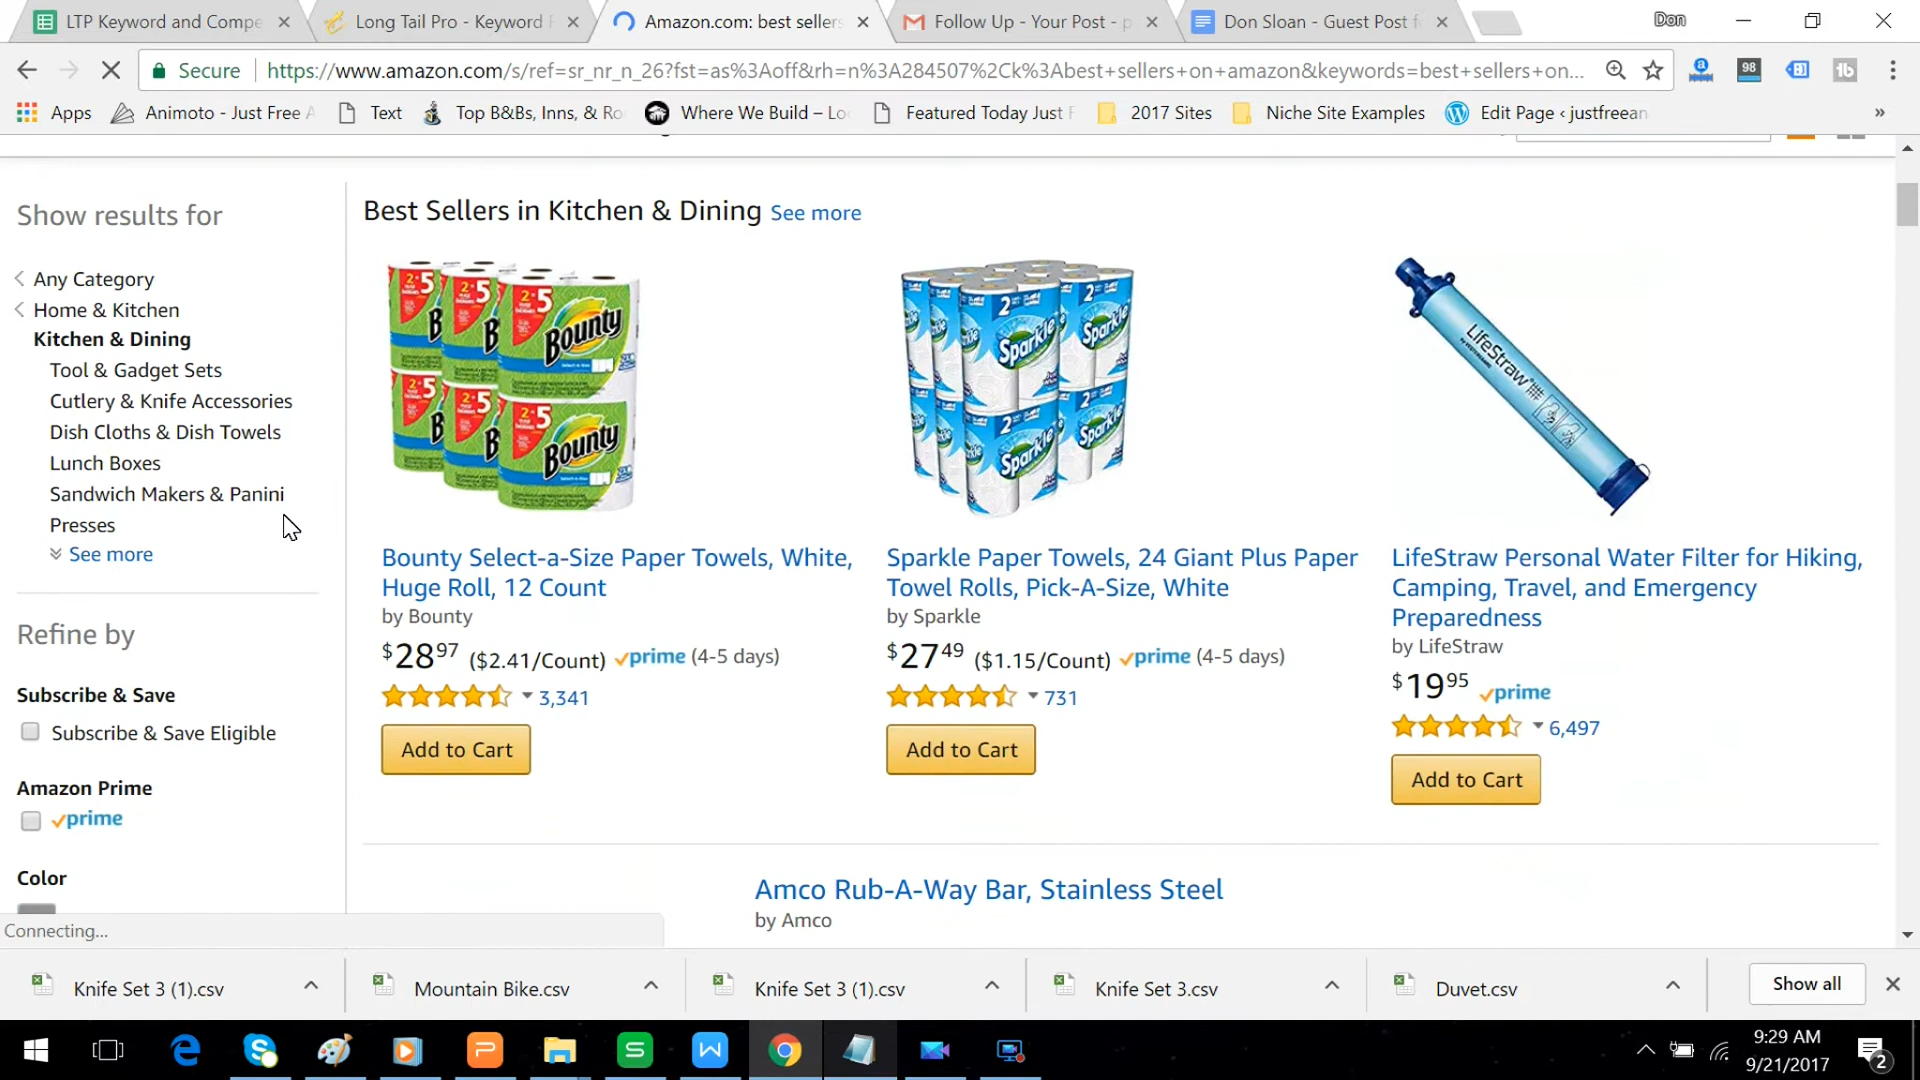 LTP Keyword and Compe
Long Tail Pro - Keyword
Amazon.com: best sellers
Follow Up - Your Post - p
Don Sloan - Guest Post f
Don
Secure
https://www.amazon.com/s/ref=sr_nr_n_26?fst=as%3Aoff&rh=n%3A284507%2Ck%3Abest+sellers+on+amazon&keywords=best+sellers+on...
98
Apps
Animoto - Just Free A
Text
Top B&Bs, Inns, & Ro
Where We Build – Lo
Featured Today Just F
2017 Sites
Niche Site Examples
Edit Page ‹ justfreean
»
Show results for
Any Category
Home & Kitchen
Kitchen & Dining
Tool & Gadget Sets
Cutlery & Knife Accessories
Dish Cloths & Dish Towels
Lunch Boxes
Sandwich Makers & Panini
Presses
See more
Refine by
Subscribe & Save
Subscribe & Save Eligible
Amazon Prime
prime
Color
Connecting...
Best Sellers in Kitchen & Dining See more
Bounty
Bounty
Sparkle
Sparkle
LifeStraw
Bounty Select-a-Size Paper Towels, White,
Huge Roll, 12 Count
by Bounty
$28.97 ($2.41/Count) prime (4-5 days)
3,341
Add to Cart
Sparkle Paper Towels, 24 Giant Plus Paper
Towel Rolls, Pick-A-Size, White
by Sparkle
$27.49 ($1.15/Count) prime (4-5 days)
731
Add to Cart
LifeStraw Personal Water Filter for Hiking,
Camping, Travel, and Emergency
Preparedness
by LifeStraw
$19.95 prime
6,497
Add to Cart
Amco Rub-A-Way Bar, Stainless Steel
by Amco
Knife Set 3 (1).csv
Mountain Bike.csv
Knife Set 3 (1).csv
Knife Set 3.csv
Duvet.csv
Show all
9:29 AM
9/21/2017
2